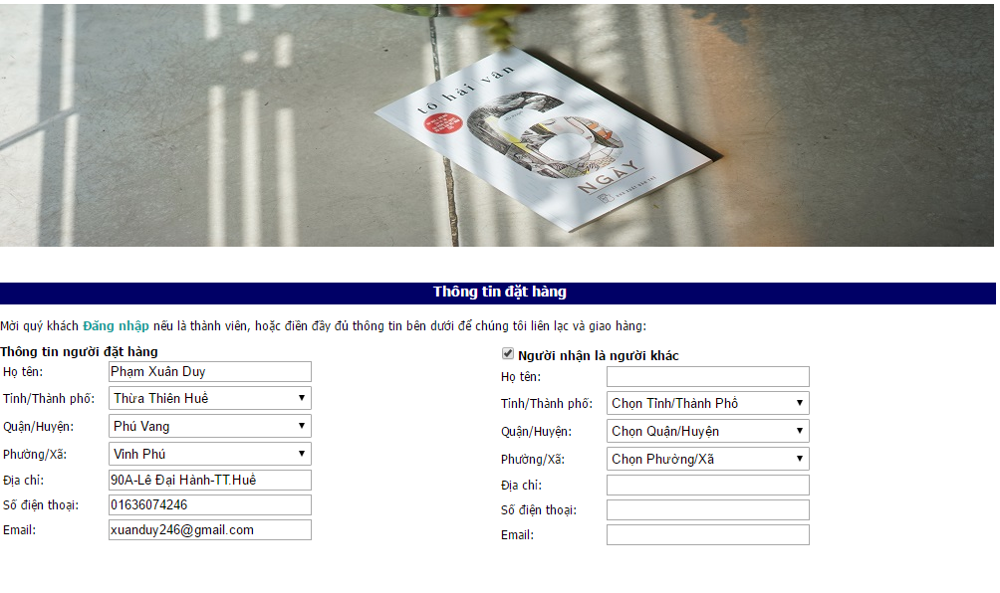 tô hải vân
6
NGÀY
NHÀ XUẤT BẢN TRẺ
Thông tin đặt hàng
Mời quý khách Đăng nhập nếu là thành viên, hoặc điền đầy đủ thông tin bên dưới để chúng tôi liên lạc và giao hàng:
Thông tin người đặt hàng
Họ tên: Phạm Xuân Duy
Tỉnh/Thành phố: Thừa Thiên Huế
Quận/Huyện: Phú Vang
Phường/Xã: Vinh Phú
Địa chỉ: 90A-Lê Đại Hành-TT.Huế
Số điện thoại: 01636074246
Email: xuanduy246@gmail.com
Người nhận là người khác
Họ tên:
Tỉnh/Thành phố: Chọn Tỉnh/Thành Phố
Quận/Huyện: Chọn Quận/Huyện
Phường/Xã: Chọn Phường/Xã
Địa chỉ:
Số điện thoại:
Email: